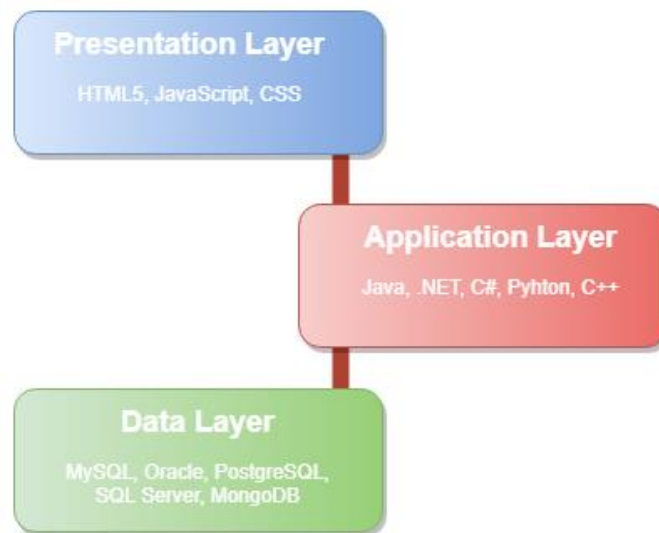 Presentation Layer
HTML5, JavaScript, CSS
Application Layer
Java, .NET, C#, Pyhton, C++
Data Layer
MySQL, Oracle, PostgreSQL,
SQL Server, MongoDB